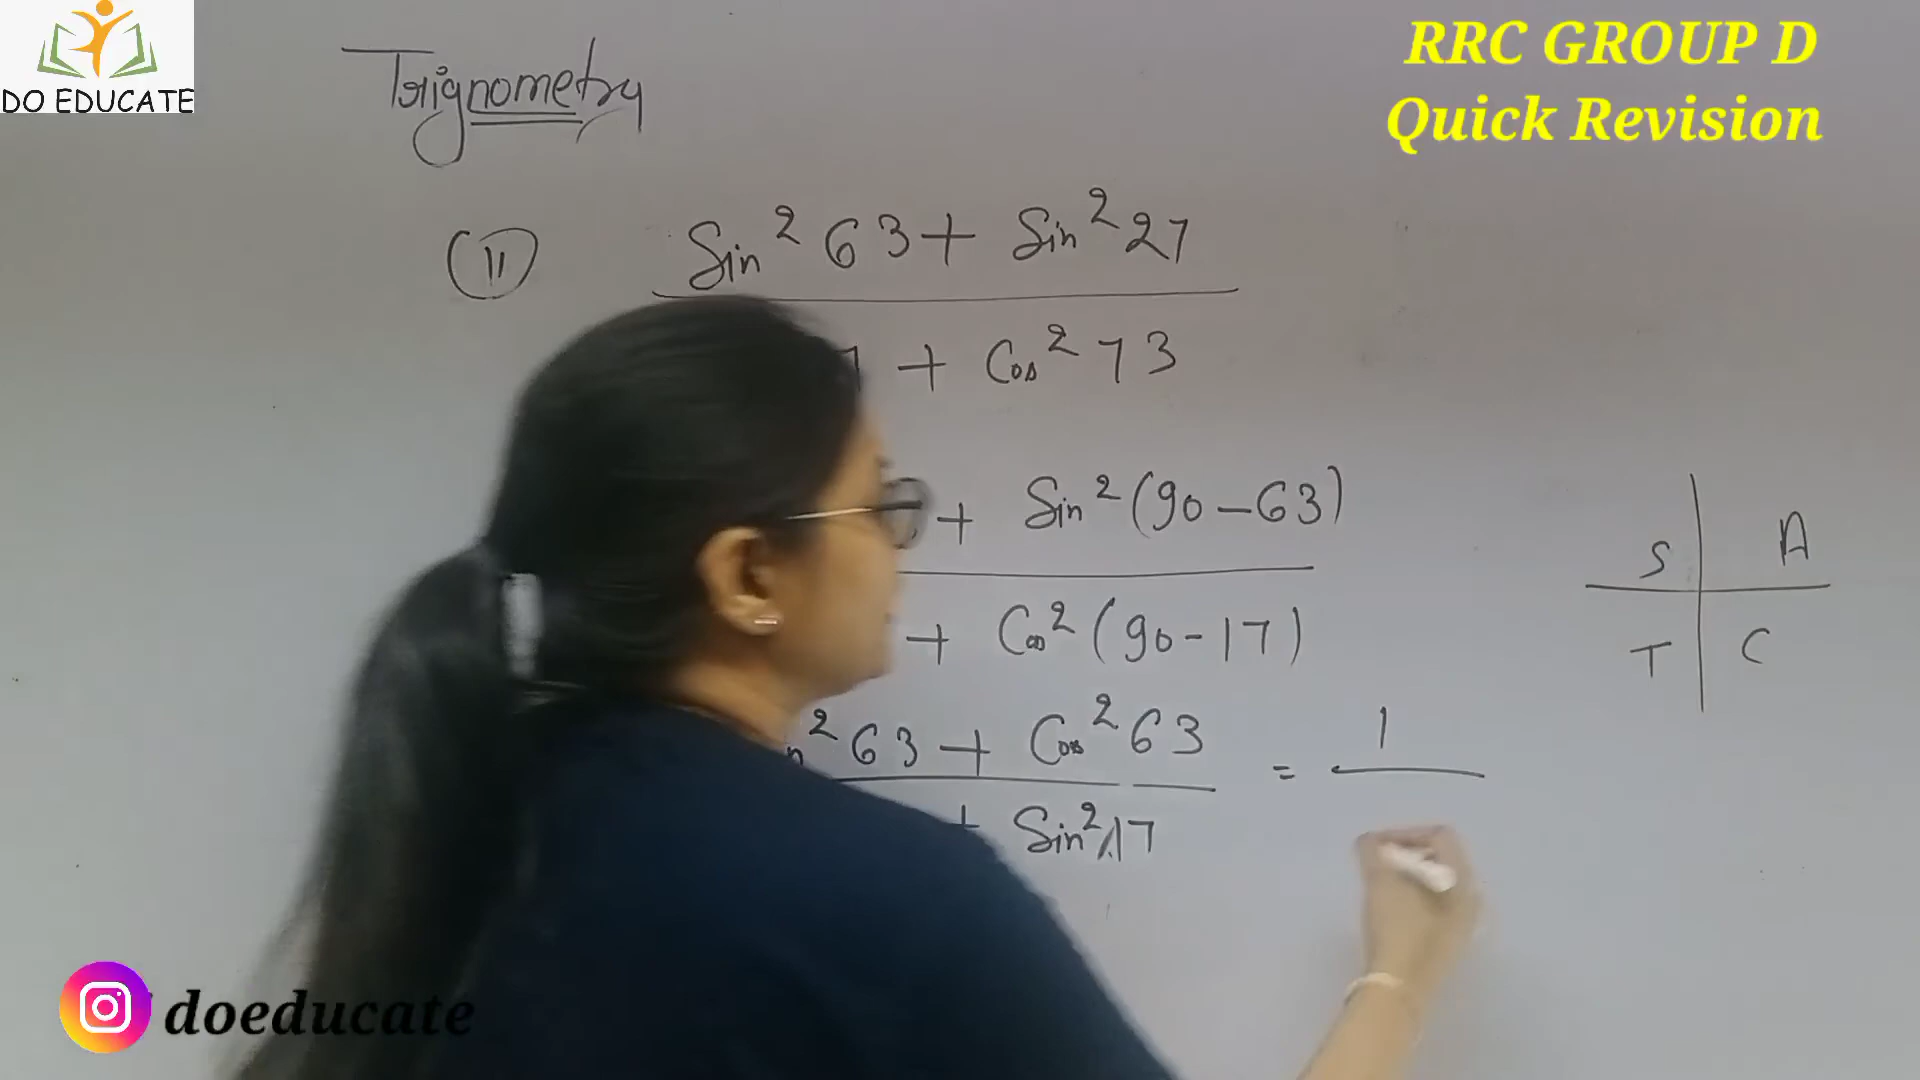 DO EDUCATE
RRC GROUP D
Quick Revision
Trignometry
(11) Sin² 63 + Sin² 27
+ Cos² 73
+ Sin² (90-63)
+ Cos² (90-17)
² 63 + Cos² 63 = 1
+ Sin² 17
S A
T C
doeducate